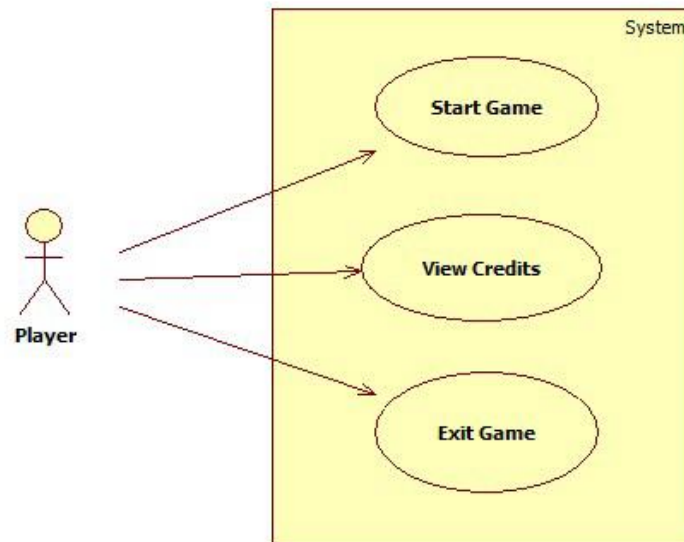 System
Start Game
View Credits
Player
Exit Game